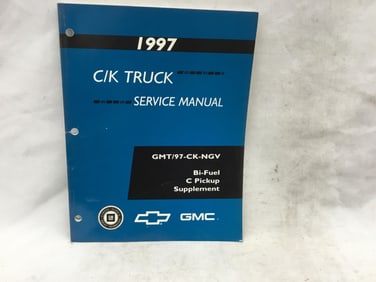 1997
C/K TRUCK
SERVICE MANUAL
GMT/97-CK-NGV
Bi-Fuel
C Pickup
Supplement
GMC